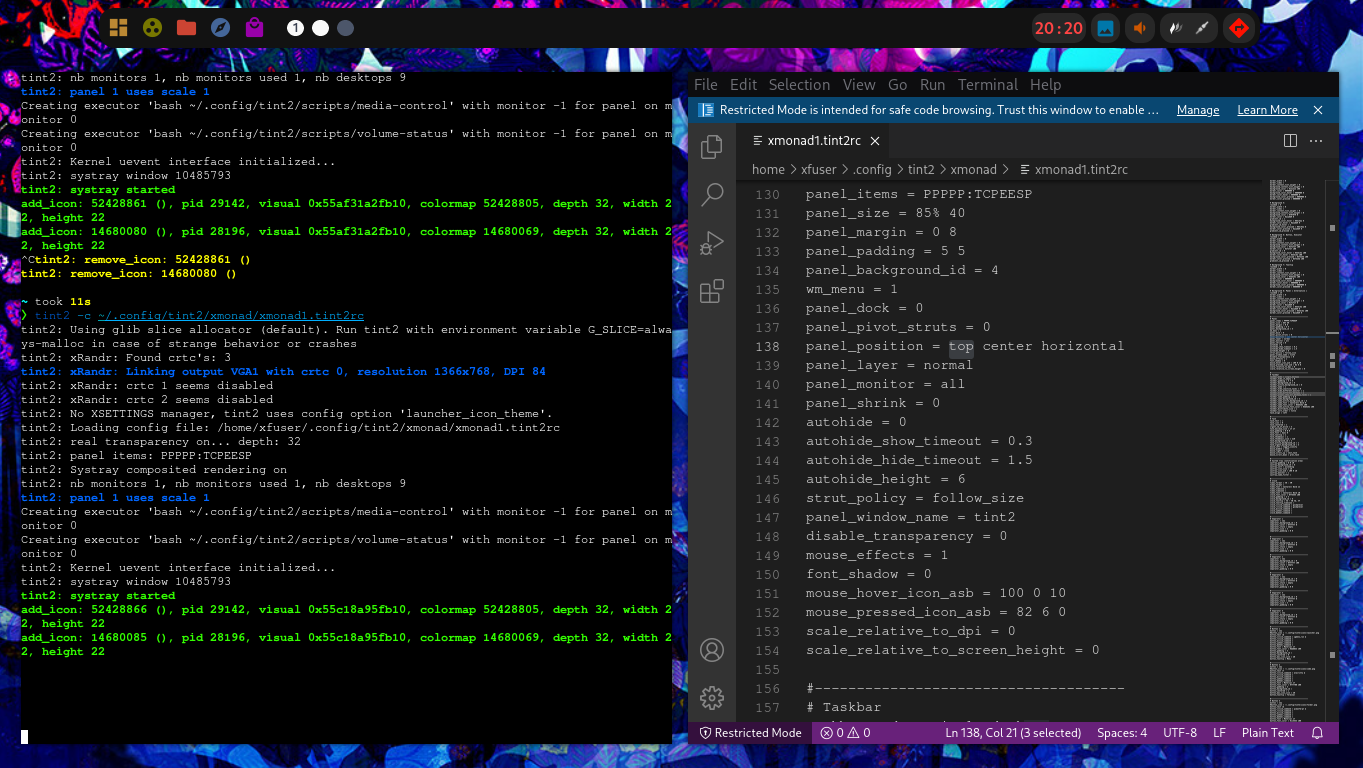 1
20:20
tint2: nb monitors 1, nb monitors used 1, nb desktops 9
tint2: panel 1 uses scale 1
Creating executor 'bash ~/.config/tint2/scripts/media-control' with monitor -1 for panel on m
onitor 0
Creating executor 'bash ~/.config/tint2/scripts/volume-status' with monitor -1 for panel on m
onitor 0
tint2: Kernel uevent interface initialized...
tint2: systray window 10485793
tint2: systray started
add_icon: 52428861 (), pid 29142, visual 0x55af31a2fb10, colormap 52428805, depth 32, width 2
2, height 22
add_icon: 14680080 (), pid 28196, visual 0x55af31a2fb10, colormap 14680069, depth 32, width 2
2, height 22
^Ctint2: remove_icon: 52428861 ()
tint2: remove_icon: 14680080 ()
~ took 11s
❯ tint2 -c ~/.config/tint2/xmonad/xmonad1.tint2rc
tint2: Using glib slice allocator (default). Run tint2 with environment variable G_SLICE=alwa
ys-malloc in case of strange behavior or crashes
tint2: xRandr: Found crtc's: 3
tint2: xRandr: Linking output VGA1 with crtc 0, resolution 1366x768, DPI 84
tint2: xRandr: crtc 1 seems disabled
tint2: xRandr: crtc 2 seems disabled
tint2: No XSETTINGS manager, tint2 uses config option 'launcher_icon_theme'.
tint2: Loading config file: /home/xfuser/.config/tint2/xmonad/xmonad1.tint2rc
tint2: real transparency on... depth: 32
tint2: panel items: PPPPP:TCPEESP
tint2: Systray composited rendering on
tint2: nb monitors 1, nb monitors used 1, nb desktops 9
tint2: panel 1 uses scale 1
Creating executor 'bash ~/.config/tint2/scripts/media-control' with monitor -1 for panel on m
onitor 0
Creating executor 'bash ~/.config/tint2/scripts/volume-status' with monitor -1 for panel on m
onitor 0
tint2: Kernel uevent interface initialized...
tint2: systray window 10485793
tint2: systray started
add_icon: 52428866 (), pid 29142, visual 0x55c18a95fb10, colormap 52428805, depth 32, width 2
2, height 22
add_icon: 14680085 (), pid 28196, visual 0x55c18a95fb10, colormap 14680069, depth 32, width 2
2, height 22
File Edit Selection View Go Run Terminal Help
Restricted Mode is intended for safe code browsing. Trust this window to enable ... Manage Learn More
xmonad1.tint2rc
home > xfuser > .config > tint2 > xmonad > xmonad1.tint2rc
130 panel_items = PPPPP:TCPEESP
131 panel_size = 85% 40
132 panel_margin = 0 8
133 panel_padding = 5 5
134 panel_background_id = 4
135 wm_menu = 1
136 panel_dock = 0
137 panel_pivot_struts = 0
138 panel_position = top center horizontal
139 panel_layer = normal
140 panel_monitor = all
141 panel_shrink = 0
142 autohide = 0
143 autohide_show_timeout = 0.3
144 autohide_hide_timeout = 1.5
145 autohide_height = 6
146 strut_policy = follow_size
147 panel_window_name = tint2
148 disable_transparency = 0
149 mouse_effects = 1
150 font_shadow = 0
151 mouse_hover_icon_asb = 100 0 10
152 mouse_pressed_icon_asb = 82 6 0
153 scale_relative_to_dpi = 0
154 scale_relative_to_screen_height = 0
155
156 #-------------------------------------
157 # Taskbar
Restricted Mode 0 0 Ln 138, Col 21 (3 selected) Spaces: 4 UTF-8 LF Plain Text